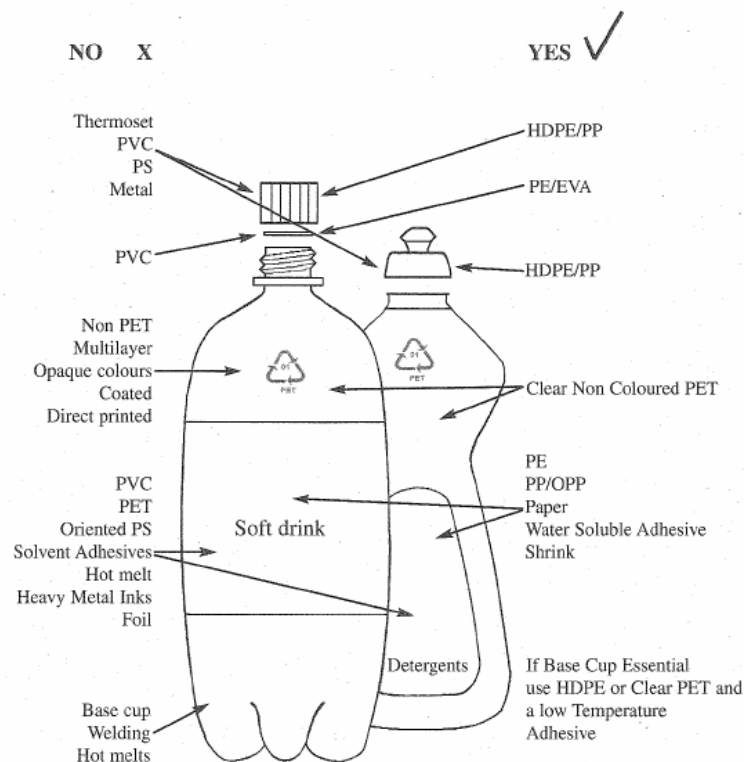 NO X
YES
Thermoset
PVC
PS
Metal
HDPE/PP
PE/EVA
PVC
HDPE/PP
Non PET
Multilayer
Opaque colours
Coated
Direct printed
01
PET
01
PET
Clear Non Coloured PET
PVC
PET
Oriented PS
Solvent Adhesives
Hot melt
Heavy Metal Inks
Foil
Soft drink
PE
PP/OPP
Paper
Water Soluble Adhesive
Shrink
Detergents
If Base Cup Essential
use HDPE or Clear PET and
a low Temperature
Adhesive
Base cup
Welding
Hot melts